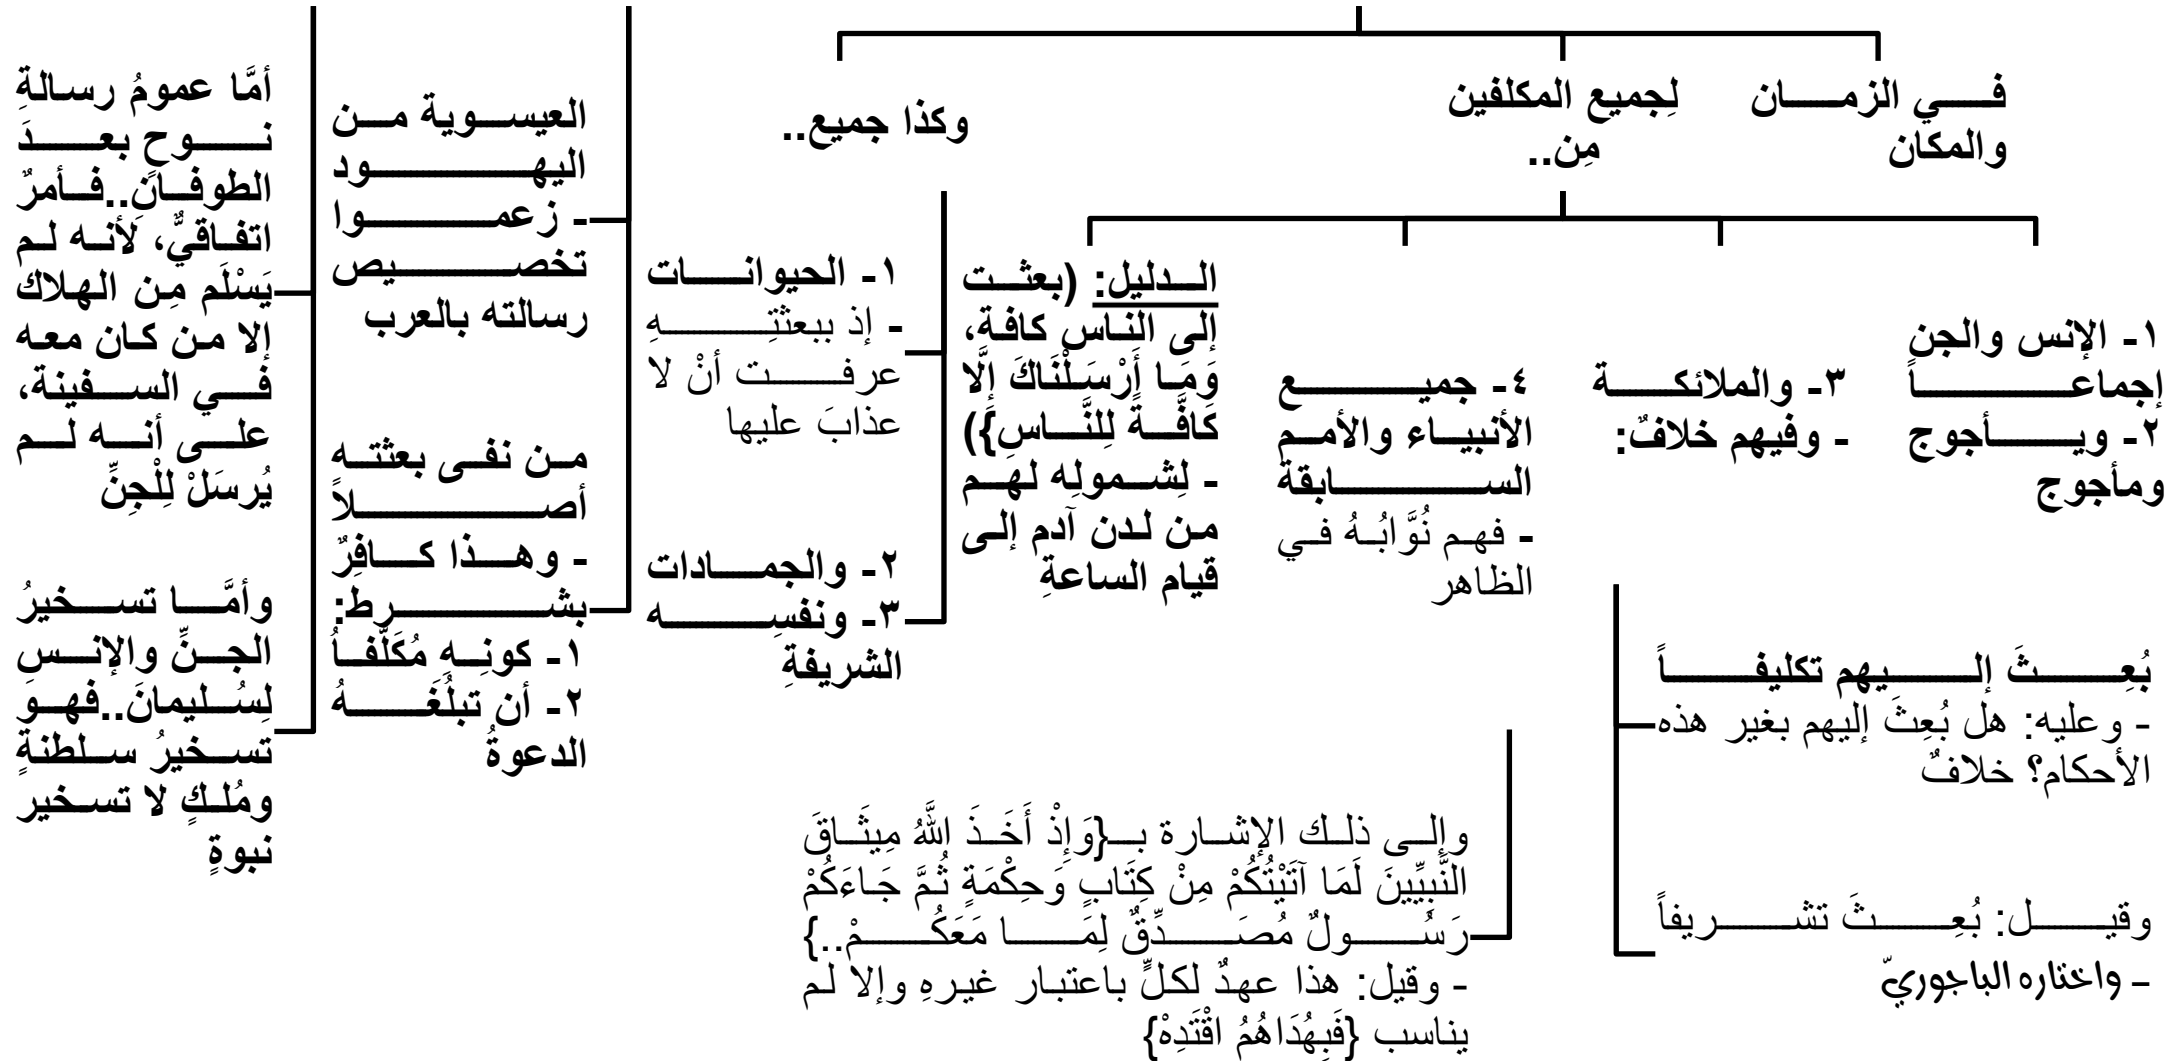 في الزمان
والمكان
لِجميع المكلفين
مِن..
وكذا جميع..
١- الإنس والجن
إجماعاً
٢- ويأجوج
ومأجوج
٣- والملائكة
- وفيهم خلافٌ:
٤- جميع
الأنبياء والأمم
السابقة
- فهم نُوَّابُهُ في
الظاهر
الدليل: (بعثت
إلى الناس كافة،
وَمَا أَرْسَلْنَاكَ إِلَّا
كَافَّةً لِلنَّاسِ})
- لِشمولِه لهم
من لدن آدم إلى
قيام الساعةِ
بُعِثَ إليهم تكليفاً
- وعليه: هل بُعِثَ إليهم بغير هذه
الأحكام؟ خلافٌ
وقيل: بُعِثَ تشريفاً
- واختاره الباجوريّ
وإلى ذلك الإشارة بـ{وَإِذْ أَخَذَ اللَّهُ مِيثَاقَ
النَّبِيِّينَ لَمَا آتَيْتُكُمْ مِنْ كِتَابٍ وَحِكْمَةٍ ثُمَّ جَاءَكُمْ
رَسُولٌ مُصَدِّقٌ لِمَا مَعَكُمْ..}
- وقيل: هذا عهدٌ لكلٍّ باعتبار غيرهِ وإلا لم
يناسب {فَبِهُدَاهُمُ اقْتَدِهْ}
١- الحيوانات
- إذ ببعثتِهِ
عرفت أنْ لا
عذابَ عليها
٢- والجمادات
٣- ونفسِه
الشريفةِ
العيسوية من
اليهود
- زعموا
تخصيص
رسالته بالعرب
من نفى بعثته
أصلاً
- وهذا كافِرٌ
بشرط:
١- كونِهِ مُكَلَّفاً
٢- أن تبلُغَهُ
الدعوةُ
أمَّا عمومُ رسالةِ
نوحٍ بعدَ
الطوفانِ..فأمرٌ
اتفاقيٌّ، لأنه لم
يَسْلَم مِن الهلاك
إلا من كان معه
في السفينة،
على أنه لم
يُرسَلْ لِلْجِنِّ
وأمَّا تسخيرُ
الجنِّ والإنسِ
لِسُليمانَ..فهوَ
تسخيرُ سلطنةٍ
ومُلكٍ لا تسخير
نبوةٍ